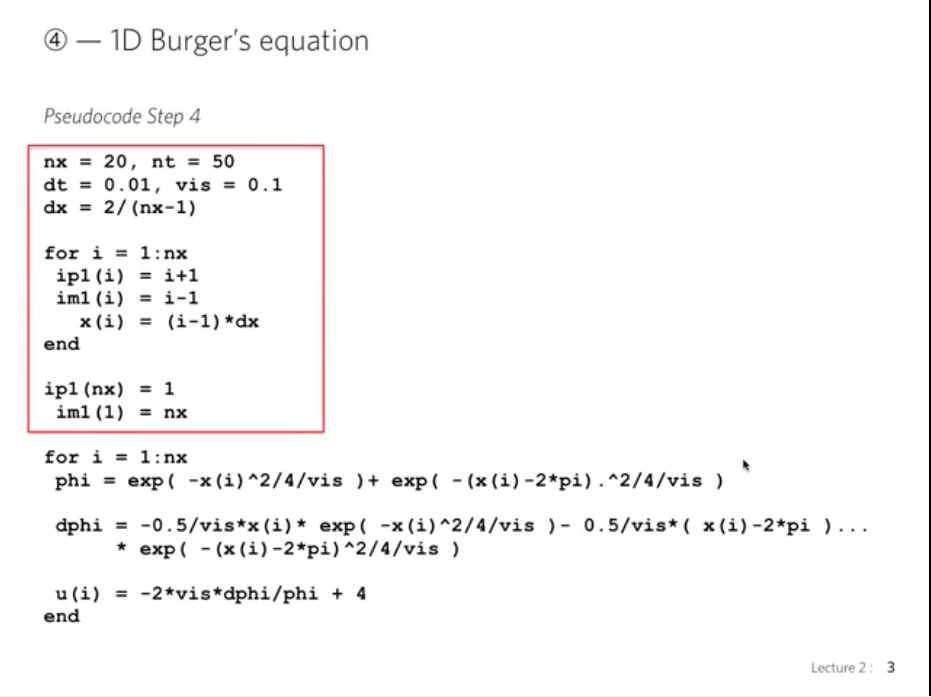 ④ — 1D Burger's equation
Pseudocode Step 4
nx = 20, nt = 50
dt = 0.01, vis = 0.1
dx = 2/(nx-1)
for i = 1:nx
ip1(i) = i+1
im1(i) = i-1
x(i) = (i-1)*dx
end
ip1(nx) = 1
im1(1) = nx
for i = 1:nx
phi = exp( -x(i)^2/4/vis )+ exp( -(x(i)-2*pi).^2/4/vis )
dphi = -0.5/vis*x(i)* exp( -x(i)^2/4/vis )- 0.5/vis*( x(i)-2*pi )...
* exp( -(x(i)-2*pi)^2/4/vis )
u(i) = -2*vis*dphi/phi + 4
end
Lecture 2 : 3